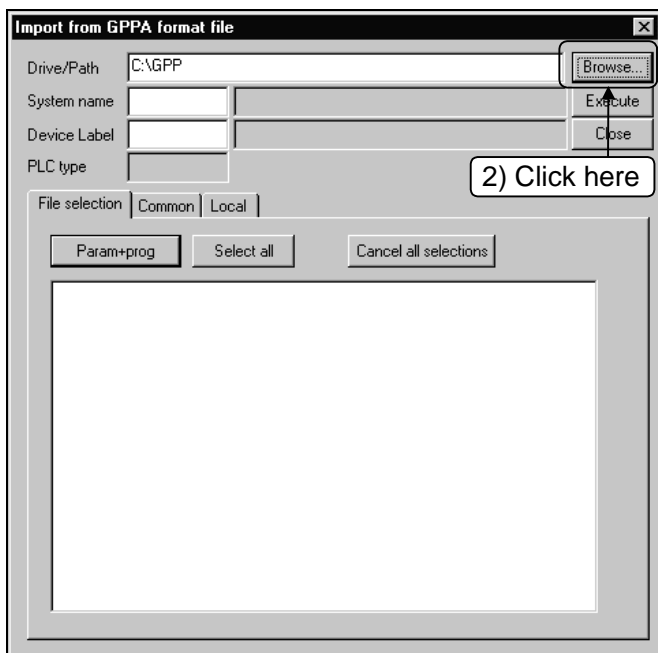 Import from GPPA format file
Drive/Path C:\GPP Browse...
System name Execute
Device Label Close
PLC type
2) Click here
File selection Common Local
Param+prog Select all Cancel all selections